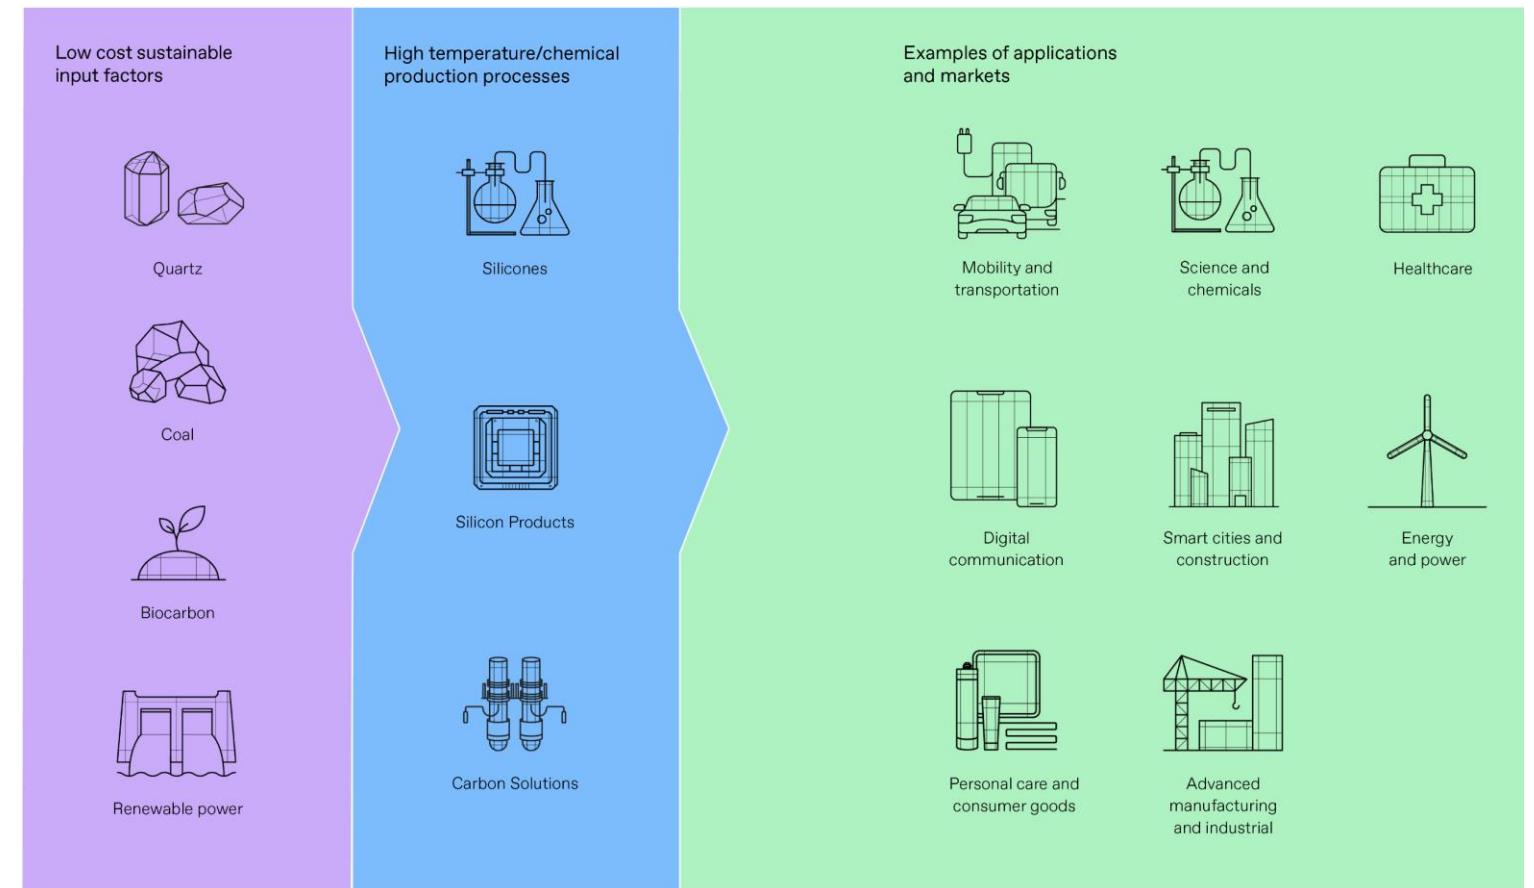 Low cost sustainable
input factors
Quartz
Coal
Biocarbon
Renewable power
High temperature/chemical
production processes
Silicones
Silicon Products
Carbon Solutions
Examples of applications
and markets
Mobility and
transportation
Science and
chemicals
Healthcare
Digital
communication
Smart cities and
construction
Energy
and power
Personal care and
consumer goods
Advanced
manufacturing
and industrial